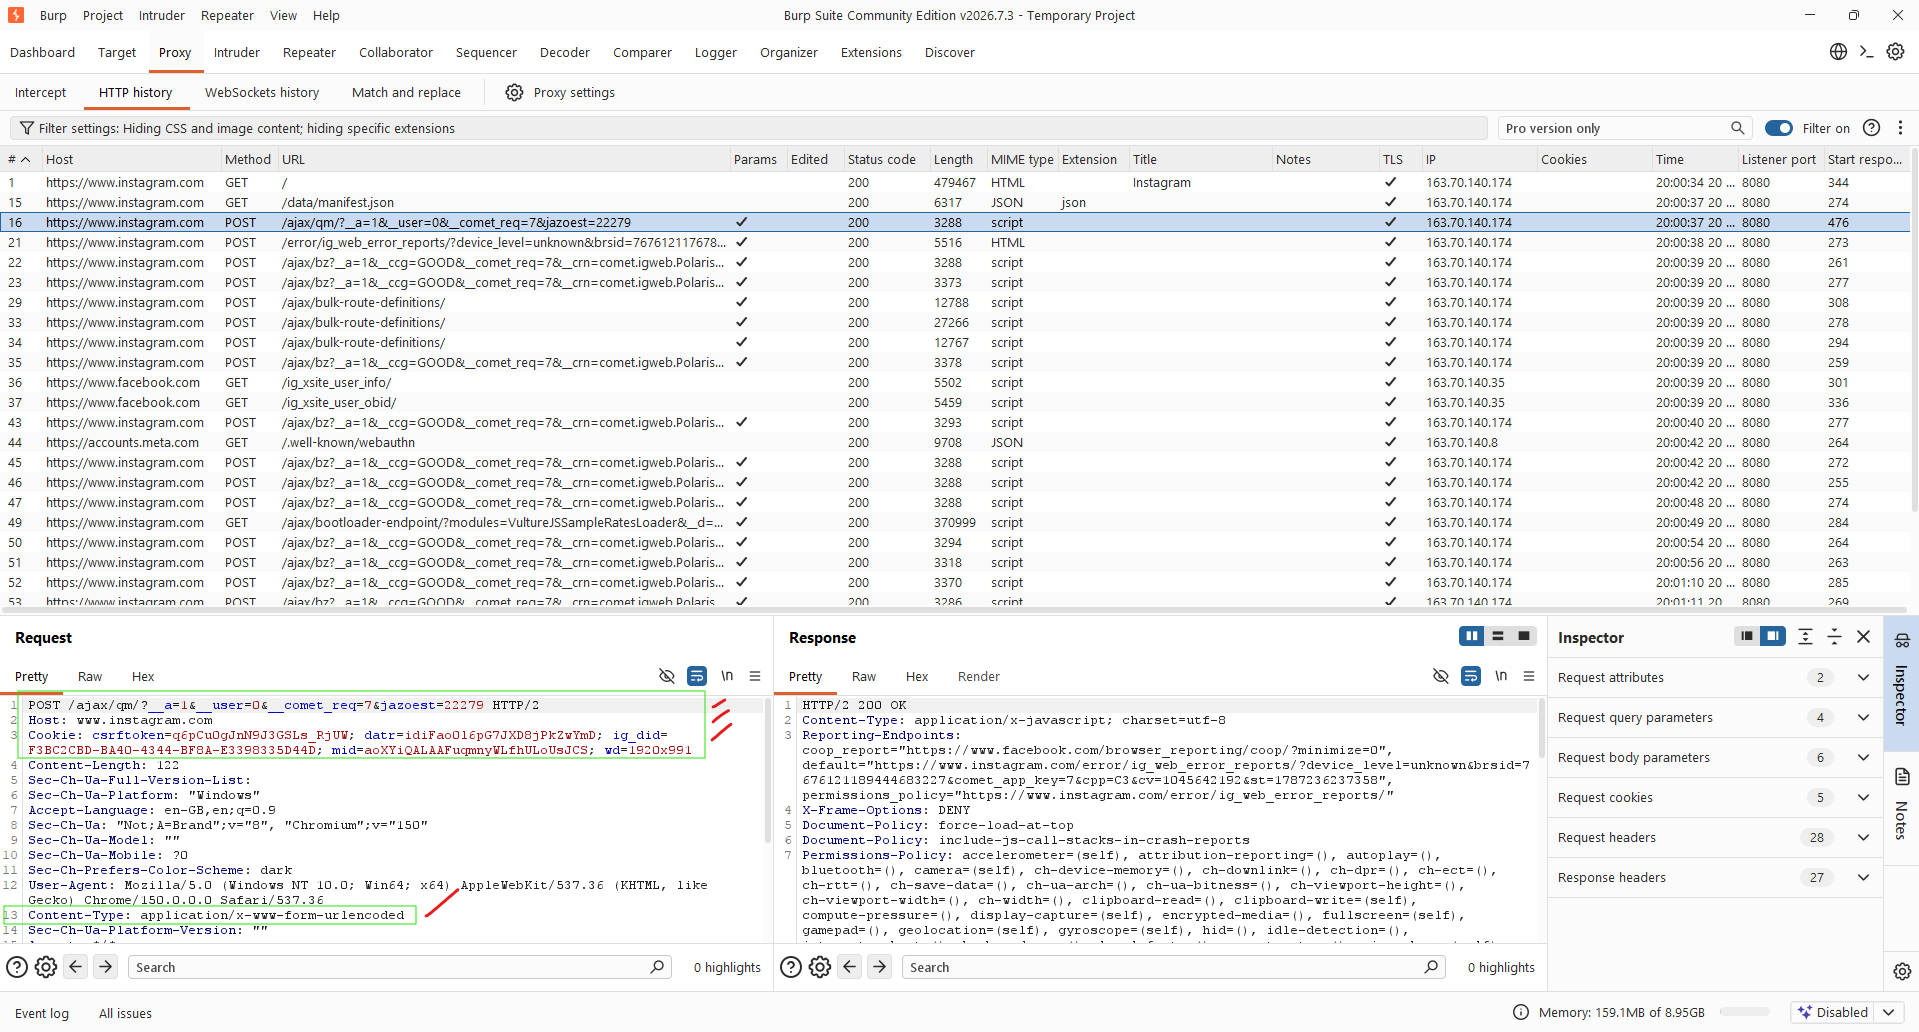 Burp Project Intruder Repeater View Help Burp Suite Community Edition v2026.7.3 - Temporary Project
Dashboard Target Proxy Intruder Repeater Collaborator Sequencer Decoder Comparer Logger Organizer Extensions Discover
Intercept HTTP history WebSockets history Match and replace Proxy settings
Filter settings: Hiding CSS and image content; hiding specific extensions Pro version only Filter on
# Host Method URL Params Edited Status code Length MIME type Extension Title Notes TLS IP Cookies Time Listener port Start respo...
1 https://www.instagram.com GET / 200 479467 HTML Instagram ✓ 163.70.140.174 20:00:34 20 ... 8080 344
15 https://www.instagram.com GET /data/manifest.json 200 6317 JSON json ✓ 163.70.140.174 20:00:37 20 ... 8080 274
16 https://www.instagram.com POST /ajax/qm/?__a=1&__user=0&__comet_req=7&jazoest=22279 ✓ 200 3288 script ✓ 163.70.140.174 20:00:37 20 ... 8080 476
21 https://www.instagram.com POST /error/ig_web_error_reports/?device_level=unknown&brsid=767612117678... ✓ 200 5516 HTML ✓ 163.70.140.174 20:00:38 20 ... 8080 273
22 https://www.instagram.com POST /ajax/bz?__a=1&__ccg=GOOD&__comet_req=7&__crn=comet.igweb.Polaris... ✓ 200 3288 script ✓ 163.70.140.174 20:00:39 20 ... 8080 261
23 https://www.instagram.com POST /ajax/bz?__a=1&__ccg=GOOD&__comet_req=7&__crn=comet.igweb.Polaris... ✓ 200 3373 script ✓ 163.70.140.174 20:00:39 20 ... 8080 277
29 https://www.instagram.com POST /ajax/bulk-route-definitions/ ✓ 200 12788 script ✓ 163.70.140.174 20:00:39 20 ... 8080 308
33 https://www.instagram.com POST /ajax/bulk-route-definitions/ ✓ 200 27266 script ✓ 163.70.140.174 20:00:39 20 ... 8080 278
34 https://www.instagram.com POST /ajax/bulk-route-definitions/ ✓ 200 12767 script ✓ 163.70.140.174 20:00:39 20 ... 8080 294
35 https://www.instagram.com POST /ajax/bz?__a=1&__ccg=GOOD&__comet_req=7&__crn=comet.igweb.Polaris... ✓ 200 3378 script ✓ 163.70.140.174 20:00:39 20 ... 8080 259
36 https://www.facebook.com GET /ig_xsite_user_info/ 200 5502 script ✓ 163.70.140.35 20:00:39 20 ... 8080 301
37 https://www.facebook.com GET /ig_xsite_user_obid/ 200 5459 script ✓ 163.70.140.35 20:00:39 20 ... 8080 336
43 https://www.instagram.com POST /ajax/bz?__a=1&__ccg=GOOD&__comet_req=7&__crn=comet.igweb.Polaris... ✓ 200 3293 script ✓ 163.70.140.174 20:00:40 20 ... 8080 277
44 https://accounts.meta.com GET /.well-known/webauthn 200 9708 JSON ✓ 163.70.140.8 20:00:42 20 ... 8080 264
45 https://www.instagram.com POST /ajax/bz?__a=1&__ccg=GOOD&__comet_req=7&__crn=comet.igweb.Polaris... ✓ 200 3288 script ✓ 163.70.140.174 20:00:42 20 ... 8080 272
46 https://www.instagram.com POST /ajax/bz?__a=1&__ccg=GOOD&__comet_req=7&__crn=comet.igweb.Polaris... ✓ 200 3288 script ✓ 163.70.140.174 20:00:42 20 ... 8080 255
47 https://www.instagram.com POST /ajax/bz?__a=1&__ccg=GOOD&__comet_req=7&__crn=comet.igweb.Polaris... ✓ 200 3288 script ✓ 163.70.140.174 20:00:48 20 ... 8080 274
49 https://www.instagram.com GET /ajax/bootloader-endpoint/?modules=VultureJSSampleRatesLoader&__d=... ✓ 200 370999 script ✓ 163.70.140.174 20:00:49 20 ... 8080 284
50 https://www.instagram.com POST /ajax/bz?__a=1&__ccg=GOOD&__comet_req=7&__crn=comet.igweb.Polaris... ✓ 200 3294 script ✓ 163.70.140.174 20:00:54 20 ... 8080 264
51 https://www.instagram.com POST /ajax/bz?__a=1&__ccg=GOOD&__comet_req=7&__crn=comet.igweb.Polaris... ✓ 200 3318 script ✓ 163.70.140.174 20:00:56 20 ... 8080 263
52 https://www.instagram.com POST /ajax/bz?__a=1&__ccg=GOOD&__comet_req=7&__crn=comet.igweb.Polaris... ✓ 200 3370 script ✓ 163.70.140.174 20:01:10 20 ... 8080 285
53 https://www.instagram.com POST /ajax/bz?__a=1&__ccg=GOOD&__comet_req=7&__crn=comet.igweb.Polaris... ✓ 200 3286 script ✓ 163.70.140.174 20:01:11 20 ... 8080 269
Request
Pretty Raw Hex \n
1 POST /ajax/qm/?__a=1&__user=0&__comet_req=7&jazoest=22279 HTTP/2
2 Host: www.instagram.com
3 Cookie: csrftoken=q6pCuOgJnN9J3GSLs_RjUW; datr=idiFaoOl6pG7JXD8jPkZwYmD; ig_did=
F3BC2CBD-BA40-4344-BF8A-E3398335D44D; mid=aoXYiQALAAFuqmnyWLfhULoUsJCS; wd=1920x991
4 Content-Length: 122
5 Sec-Ch-Ua-Full-Version-List:
6 Sec-Ch-Ua-Platform: "Windows"
7 Accept-Language: en-GB,en;q=0.9
8 Sec-Ch-Ua: "Not;A=Brand";v="8", "Chromium";v="150"
9 Sec-Ch-Ua-Model: ""
10 Sec-Ch-Ua-Mobile: ?0
11 Sec-Ch-Prefers-Color-Scheme: dark
12 User-Agent: Mozilla/5.0 (Windows NT 10.0; Win64; x64) AppleWebKit/537.36 (KHTML, like
Gecko) Chrome/150.0.0.0 Safari/537.36
13 Content-Type: application/x-www-form-urlencoded
14 Sec-Ch-Ua-Platform-Version: ""
Search 0 highlights
Response
Pretty Raw Hex Render \n
1 HTTP/2 200 OK
2 Content-Type: application/x-javascript; charset=utf-8
3 Reporting-Endpoints:
coop_report="https://www.facebook.com/browser_reporting/coop/?minimize=0",
default="https://www.instagram.com/error/ig_web_error_reports/?device_level=unknown&brsid=7
676121189444683227&comet_app_key=7&cpp=C3&cv=1045642192&st=1787236237358",
permissions_policy="https://www.instagram.com/error/ig_web_error_reports/"
4 X-Frame-Options: DENY
5 Document-Policy: force-load-at-top
6 Document-Policy: include-js-call-stacks-in-crash-reports
7 Permissions-Policy: accelerometer=(self), attribution-reporting=(), autoplay=(),
bluetooth=(), camera=(self), ch-device-memory=(), ch-downlink=(), ch-dpr=(), ch-ect=(),
ch-rtt=(), ch-save-data=(), ch-ua-arch=(), ch-ua-bitness=(), ch-viewport-height=(),
ch-viewport-width=(), ch-width=(), clipboard-read=(), clipboard-write=(self),
compute-pressure=(), display-capture=(self), encrypted-media=(), fullscreen=(self),
gamepad=(), geolocation=(self), gyroscope=(self), hid=(), idle-detection=(),
Search 0 highlights
Inspector
Request attributes 2
Request query parameters 4
Request body parameters 6
Request cookies 5
Request headers 28
Response headers 27
Inspector
Notes
Event log All issues Memory: 159.1MB of 8.95GB Disabled